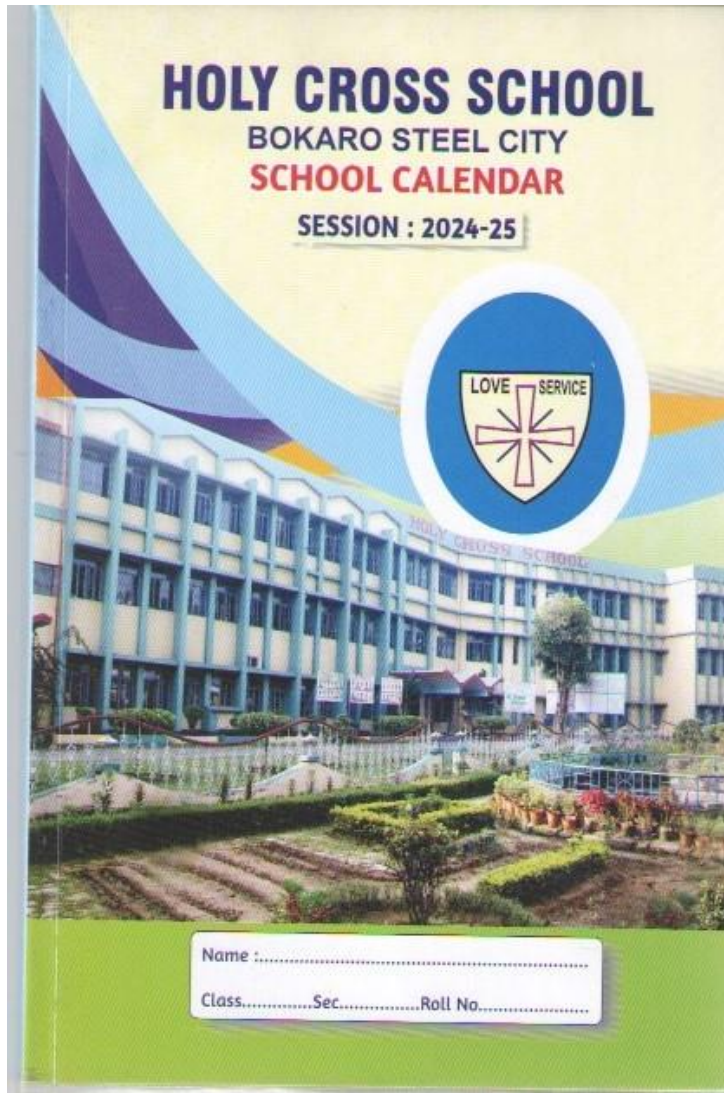 HOLY CROSS SCHOOL
BOKARO STEEL CITY
SCHOOL CALENDAR
SESSION : 2024-25
LOVE SERVICE
HOLY CROSS SCHOOL
Name :......................................................................................
Class..............Sec................Roll No........................